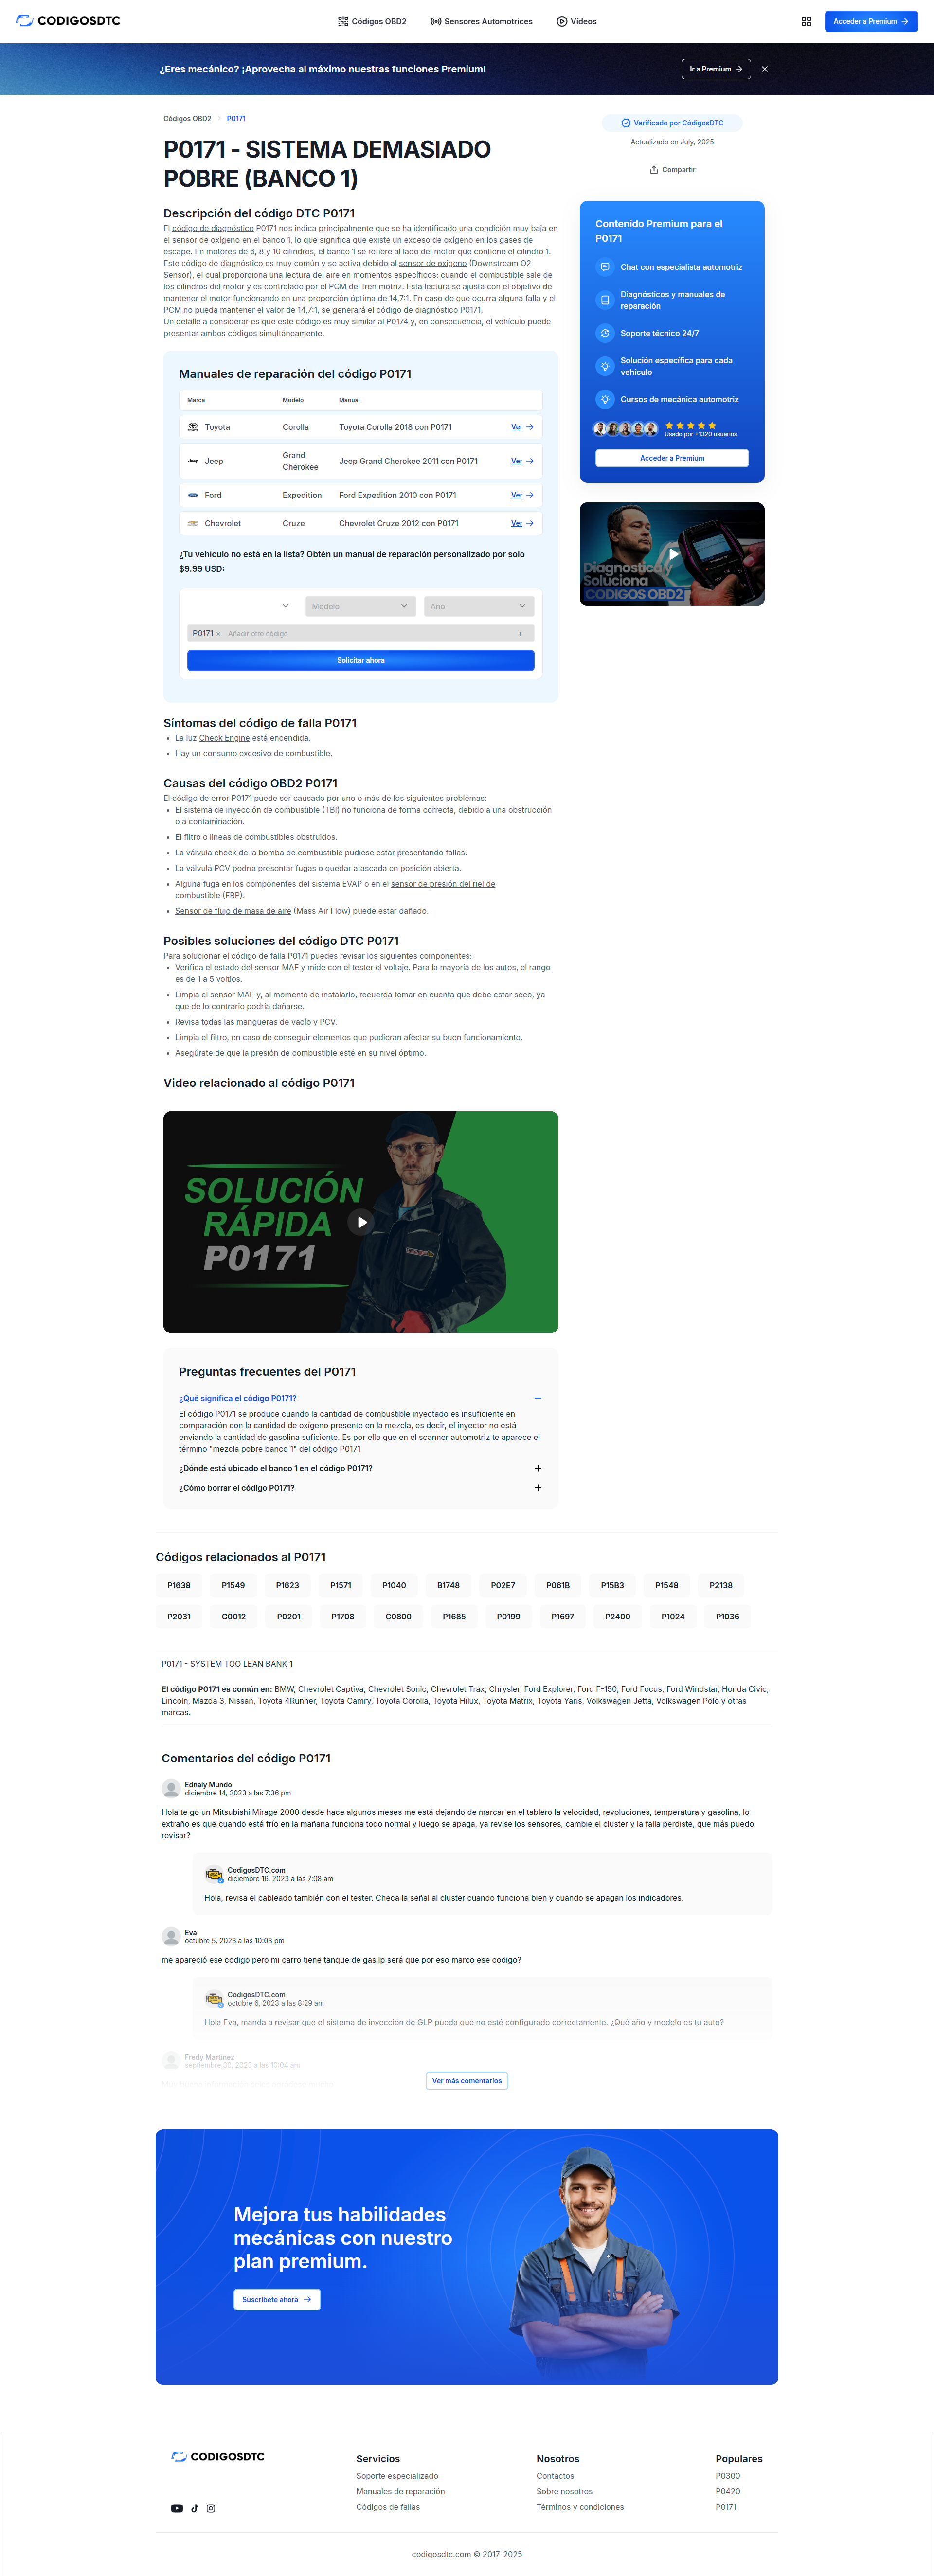 CODIGOSDTC
Códigos OBD2
Sensores Automotrices
Vídeos
Acceder a Premium
¿Eres mecánico? ¡Aprovecha al máximo nuestras funciones Premium!
Ir a Premium
Códigos OBD2
P0171
P0171 - SISTEMA DEMASIADO
POBRE (BANCO 1)
Verificado por CódigosDTC
Actualizado en July, 2025
Compartir
Descripción del código DTC P0171
El código de diagnóstico P0171 nos indica principalmente que se ha identificado una condición muy baja en
el sensor de oxígeno en el banco 1, lo que significa que existe un exceso de oxígeno en los gases de
escape. En motores de 6, 8 y 10 cilindros, el banco 1 se refiere al lado del motor que contiene el cilindro 1.
Este código de diagnóstico es muy común y se activa debido al sensor de oxígeno (Downstream O2
Sensor), el cual proporciona una lectura del aire en momentos específicos: cuando el combustible sale de
los cilindros del motor y es controlado por el PCM del tren motriz. Esta lectura se ajusta con el objetivo de
mantener el motor funcionando en una proporción óptima de 14,7:1. En caso de que ocurra alguna falla y el
PCM no pueda mantener el valor de 14,7:1, se generará el código de diagnóstico P0171.
Un detalle a considerar es que este código es muy similar al P0174 y, en consecuencia, el vehículo puede
presentar ambos códigos simultáneamente.
Contenido Premium para el
P0171
Chat con especialista automotriz
Diagnósticos y manuales de
reparación
Soporte técnico 24/7
Solución específica para cada
vehículo
Cursos de mecánica automotriz
Usado por +1320 usuarios
Acceder a Premium
Diagnostica y
Soluciona
CODIGOS OBD2
Manuales de reparación del código P0171
Marca Modelo Manual
Toyota Corolla Toyota Corolla 2018 con P0171 Ver
Jeep Grand Cherokee Jeep Grand Cherokee 2011 con P0171 Ver
Ford Expedition Ford Expedition 2010 con P0171 Ver
Chevrolet Cruze Chevrolet Cruze 2012 con P0171 Ver
¿Tu vehículo no está en la lista? Obtén un manual de reparación personalizado por solo
$9.99 USD:
Modelo
Año
P0171 × Añadir otro código +
Solicitar ahora
Síntomas del código de falla P0171
• La luz Check Engine está encendida.
• Hay un consumo excesivo de combustible.
Causas del código OBD2 P0171
El código de error P0171 puede ser causado por uno o más de los siguientes problemas:
• El sistema de inyección de combustible (TBI) no funciona de forma correcta, debido a una obstrucción
o a contaminación.
• El filtro o líneas de combustibles obstruidos.
• La válvula check de la bomba de combustible pudiese estar presentando fallas.
• La válvula PCV podría presentar fugas o quedar atascada en posición abierta.
• Alguna fuga en los componentes del sistema EVAP o en el sensor de presión del riel de
combustible (FRP).
• Sensor de flujo de masa de aire (Mass Air Flow) puede estar dañado.
Posibles soluciones del código DTC P0171
Para solucionar el código de falla P0171 puedes revisar los siguientes componentes:
• Verifica el estado del sensor MAF y mide con el tester el voltaje. Para la mayoría de los autos, el rango
es de 1 a 5 voltios.
• Limpia el sensor MAF y, al momento de instalarlo, recuerda tomar en cuenta que debe estar seco, ya
que de lo contrario podría dañarse.
• Revisa todas las mangueras de vacío y PCV.
• Limpia el filtro, en caso de conseguir elementos que pudieran afectar su buen funcionamiento.
• Asegúrate de que la presión de combustible esté en su nivel óptimo.
Video relacionado al código P0171
SOLUCIÓN
RÁPIDA
P0171
Preguntas frecuentes del P0171
¿Qué significa el código P0171?
El código P0171 se produce cuando la cantidad de combustible inyectado es insuficiente en
comparación con la cantidad de oxígeno presente en la mezcla, es decir, el inyector no está
enviando la cantidad de gasolina suficiente. Es por ello que en el scanner automotriz te aparece el
término "mezcla pobre banco 1" del código P0171
¿Dónde está ubicado el banco 1 en el código P0171?
¿Cómo borrar el código P0171?
Códigos relacionados al P0171
P1638 P1549 P1623 P1571 P1040 B1748 P02E7 P061B P15B3 P1548 P2138
P2031 C0012 P0201 P1708 C0800 P1685 P0199 P1697 P2400 P1024 P1036
P0171 - SYSTEM TOO LEAN BANK 1
El código P0171 es común en: BMW, Chevrolet Captiva, Chevrolet Sonic, Chevrolet Trax, Chrysler, Ford Explorer, Ford F-150, Ford Focus, Ford Windstar, Honda Civic,
Lincoln, Mazda 3, Nissan, Toyota 4Runner, Toyota Camry, Toyota Corolla, Toyota Hilux, Toyota Matrix, Toyota Yaris, Volkswagen Jetta, Volkswagen Polo y otras
marcas.
Comentarios del código P0171
Ednaly Mundo
diciembre 14, 2023 a las 7:36 pm
Hola te go un Mitsubishi Mirage 2000 desde hace algunos meses me está dejando de marcar en el tablero la velocidad, revoluciones, temperatura y gasolina, lo
extraño es que cuando está frío en la mañana funciona todo normal y luego se apaga, ya revise los sensores, cambie el cluster y la falla perdiste, que más puedo
revisar?
CodigosDTC.com
diciembre 16, 2023 a las 7:08 am
Hola, revisa el cableado también con el tester. Checa la señal al cluster cuando funciona bien y cuando se apagan los indicadores.
Eva
octubre 5, 2023 a las 10:03 pm
me apareció ese codigo pero mi carro tiene tanque de gas lp será que por eso marco ese codigo?
CodigosDTC.com
octubre 6, 2023 a las 8:29 am
Hola Eva, manda a revisar que el sistema de inyección de GLP pueda que no esté configurado correctamente. ¿Qué año y modelo es tu auto?
Fredy Martínez
septiembre 30, 2023 a las 10:04 am
Ver más comentarios
Mejora tus habilidades
mecánicas con nuestro
plan premium.
Suscríbete ahora
CODIGOSDTC
Servicios
Soporte especializado
Manuales de reparación
Códigos de fallas
Nosotros
Contactos
Sobre nosotros
Términos y condiciones
Populares
P0300
P0420
P0171
codigosdtc.com © 2017-2025